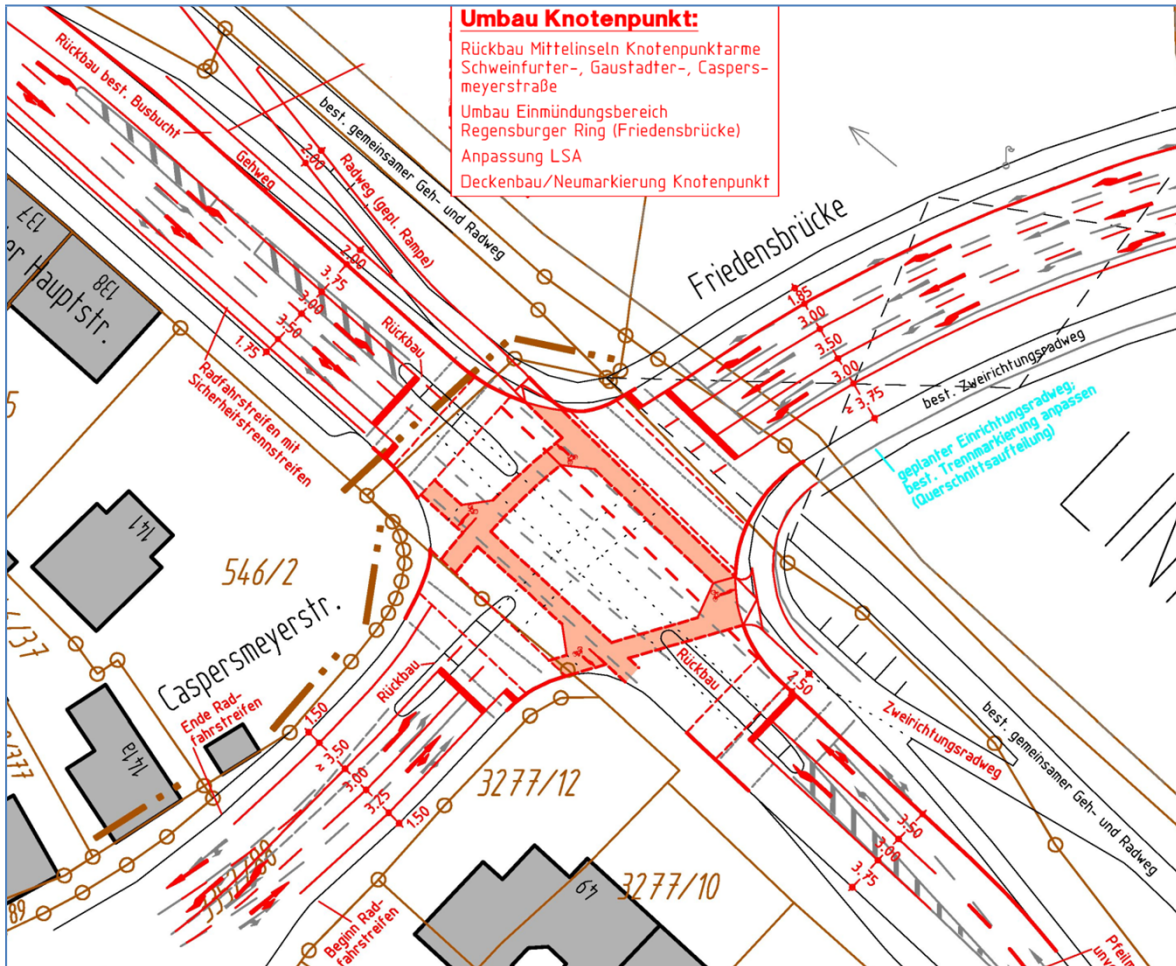 Umbau Knotenpunkt:
Rückbau Mittelinseln Knotenpunktarme
Schweinfurter-, Gaustadter-, Caspers-
meyerstraße
Umbau Einmündungsbereich
Regensburger Ring (Friedensbrücke)
Anpassung LSA
Deckenbau/Neumarkierung Knotenpunkt
Rückbau best. Busbucht
best. gemeinsamer Geh- und Radweg
Gehweg
2.00
Radweg (gepl. Rampe)
137
138
er Hauptstr.
2.00
3.75
3.00
3.50
1.75
Rückbau
Radfahrstreifen mit
Sicherheitstrennstreifen
Friedensbrücke
1.85
3.00
3.50
3.00
≥ 3.75
best. Zweirichtungsradweg
geplanter Einrichtungsradweg;
best. Trennmarkierung anpassen
(Querschnittsaufteilung)
5
141
546/2
Caspersmeyerstr.
Ende Rad-
fahrstreifen
141a
Rückbau
1.50
3.50
3.00
3.25
1.50
89
Beginn Rad-
fahrstreifen
3277/12
3277/10
49
Rückbau
2.50
Zweirichtungsradweg
best. gemeinsamer Geh- und Radweg
3.50
3.00
3.75